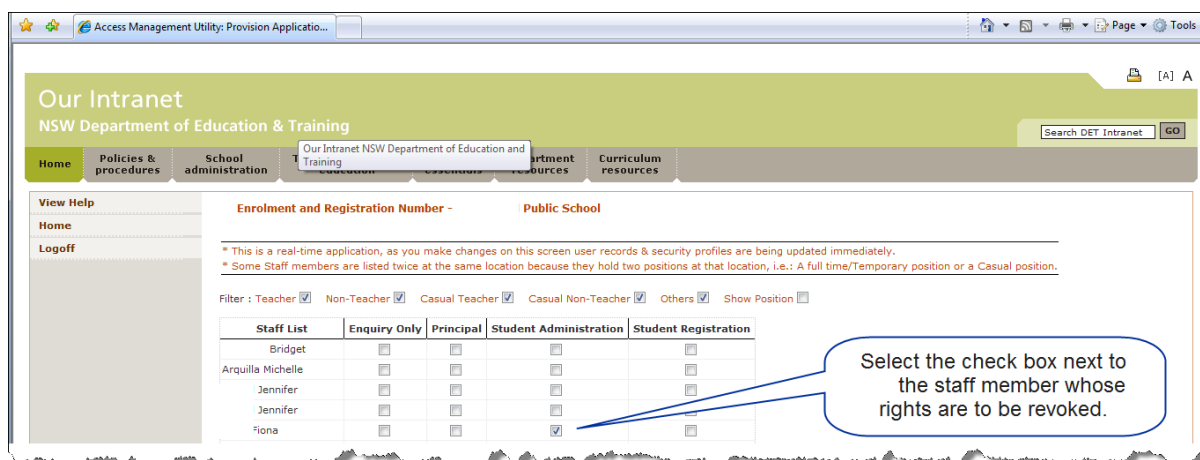 Access Management Utility: Provision Applicatio...
Page Tools
[A] A
Our Intranet
NSW Department of Education & Training
Search DET Intranet GO
Our Intranet NSW Department of Education and
Training
Home
Policies &
procedures
School
administration
Curriculum
resources
View Help
Home
Logoff
Enrolment and Registration Number - Public School
* This is a real-time application, as you make changes on this screen user records & security profiles are being updated immediately.
* Some Staff members are listed twice at the same location because they hold two positions at that location, i.e.: A full time/Temporary position or a Casual position.
Filter : Teacher Non-Teacher Casual Teacher Casual Non-Teacher Others Show Position
Staff List Enquiry Only Principal Student Administration Student Registration
Bridget
Arquilla Michelle
Jennifer
Jennifer
Fiona
Select the check box next to
the staff member whose
rights are to be revoked.